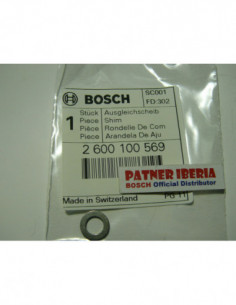 BOSCH
SC001
FD:302
1
Stück
Piece
Pièce
Pieza
Ausgleichscheib
Shim
Rondelle De Com
Arandela De Aju
2 600 100 569
PATNER IBERIA
BOSCH Official Distributor
Made in Switzerland